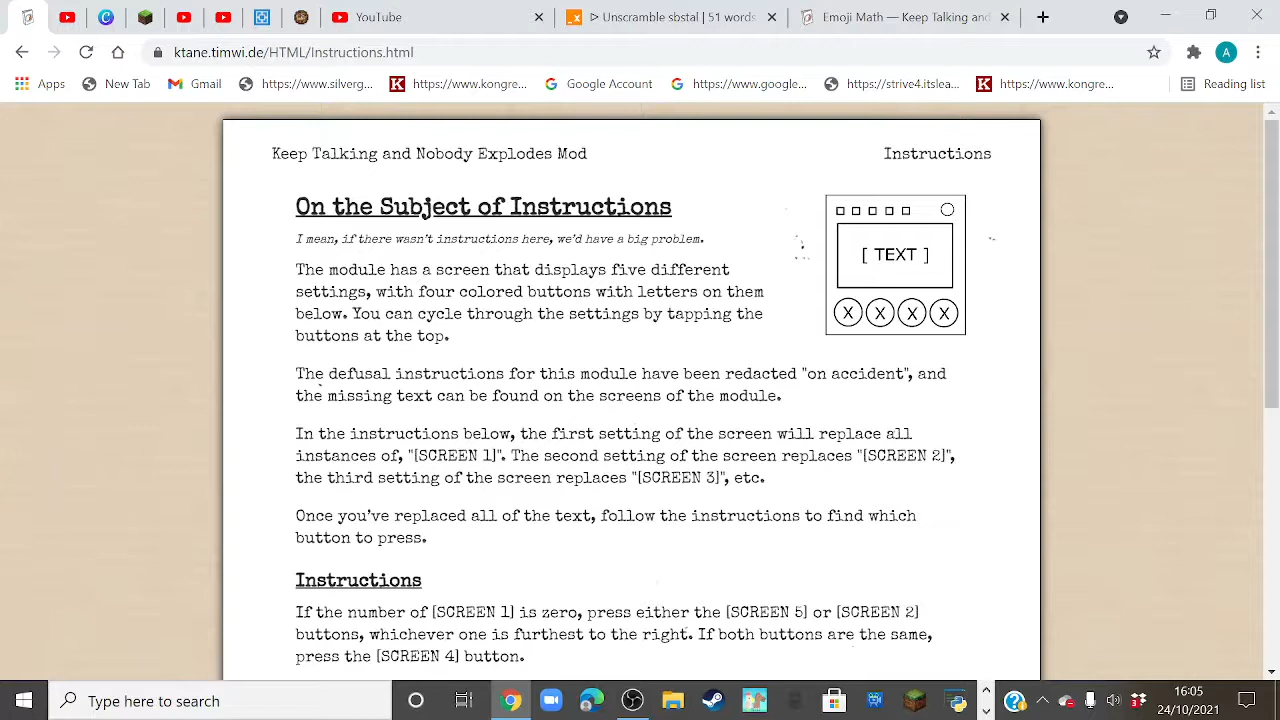 YouTube
Unscramble sbstal | 51 words
Emoji Math — Keep Talking and
ktane.timwi.de/HTML/Instructions.html
A
Apps
New Tab
Gmail
https://www.silverg...
https://www.kongre...
Google Account
https://www.google...
https://strive4.itslea...
https://www.kongre...
Reading list
Keep Talking and Nobody Explodes Mod
Instructions
On the Subject of Instructions
I mean, if there wasn't instructions here, we'd have a big problem.
The module has a screen that displays five different
settings, with four colored buttons with letters on them
below. You can cycle through the settings by tapping the
buttons at the top.
[ TEXT ]
X X X X
The defusal instructions for this module have been redacted "on accident", and
the missing text can be found on the screens of the module.
In the instructions below, the first setting of the screen will replace all
instances of, "[SCREEN 1]". The second setting of the screen replaces "[SCREEN 2]",
the third setting of the screen replaces "[SCREEN 3]", etc.
Once you've replaced all of the text, follow the instructions to find which
button to press.
Instructions
If the number of [SCREEN 1] is zero, press either the [SCREEN 5] or [SCREEN 2]
buttons, whichever one is furthest to the right. If both buttons are the same,
press the [SCREEN 4] button.
Type here to search
16:05
24/10/2021